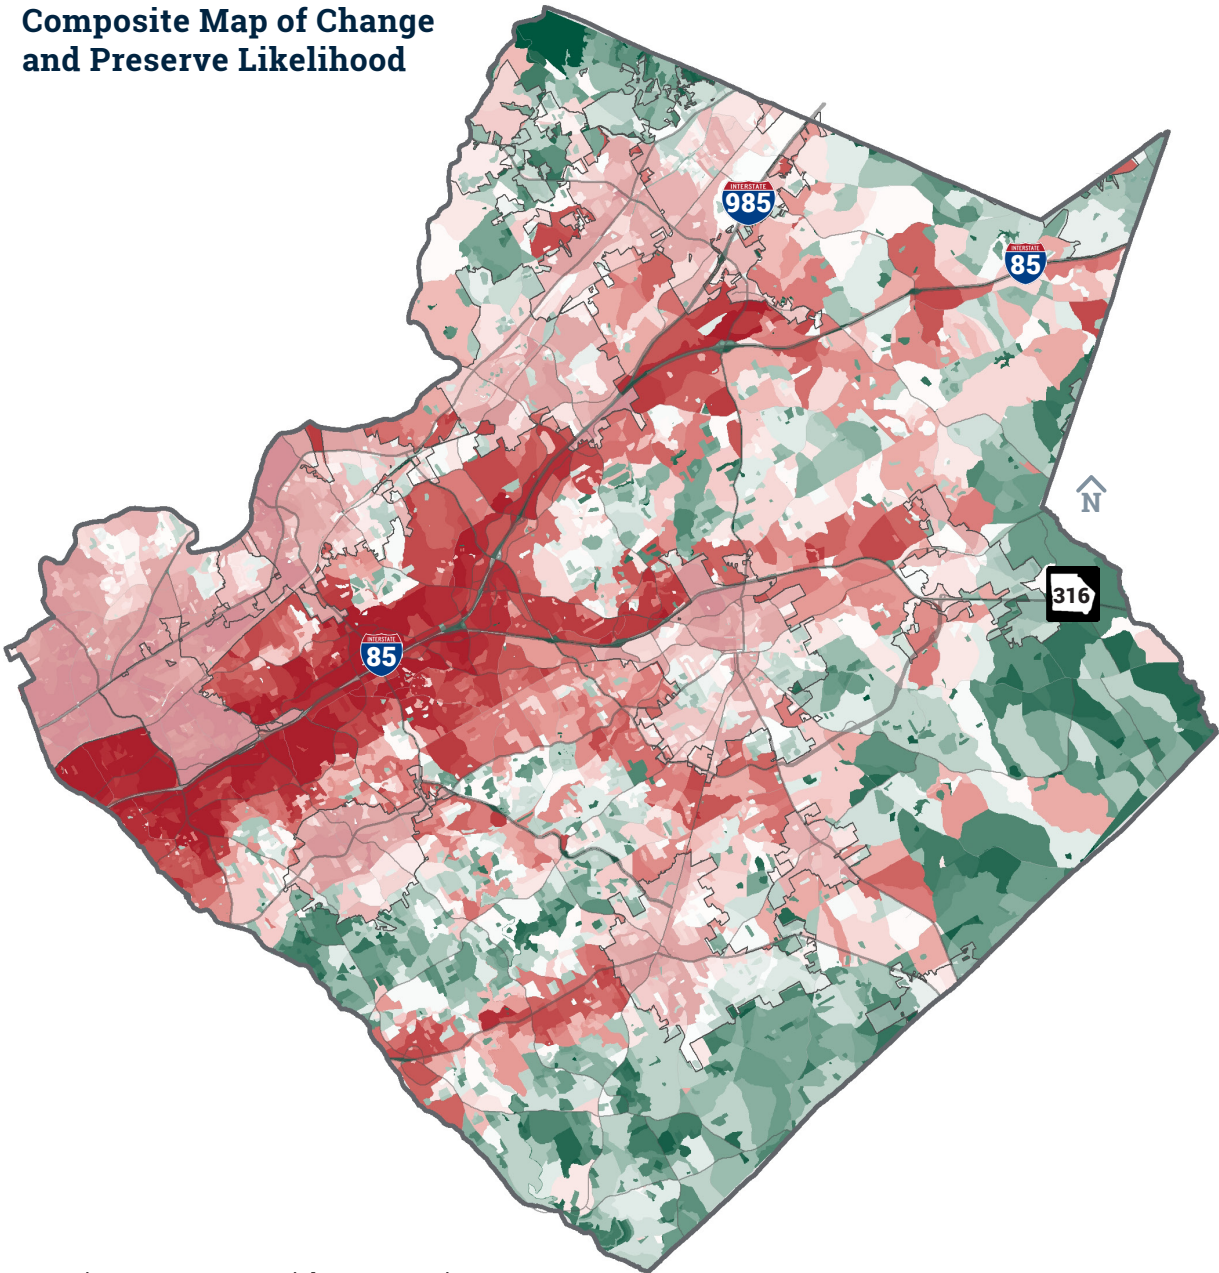 Composite Map of Change
and Preserve Likelihood
INTERSTATE
985
INTERSTATE
85
N
316
INTERSTATE
85